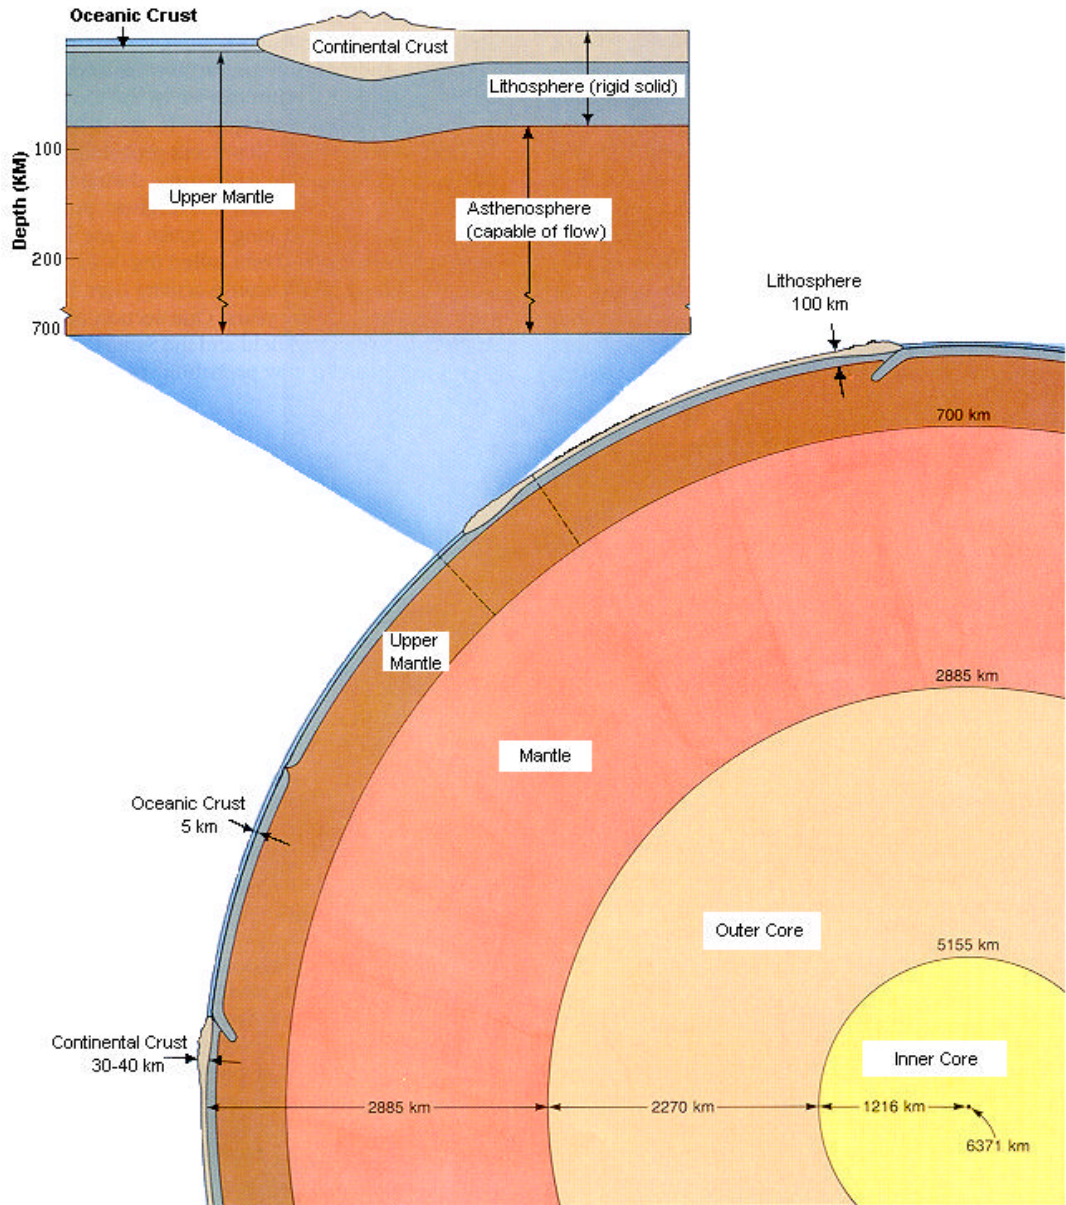 Oceanic Crust
Continental Crust
Lithosphere (rigid solid)
Depth (KM)
100
200
700
Upper Mantle
Asthenosphere
(capable of flow)
Lithosphere
100 km
700 km
Upper
Mantle
2885 km
Mantle
Oceanic Crust
5 km
Outer Core
5155 km
Continental Crust
30-40 km
Inner Core
2885 km
2270 km
1216 km
6371 km